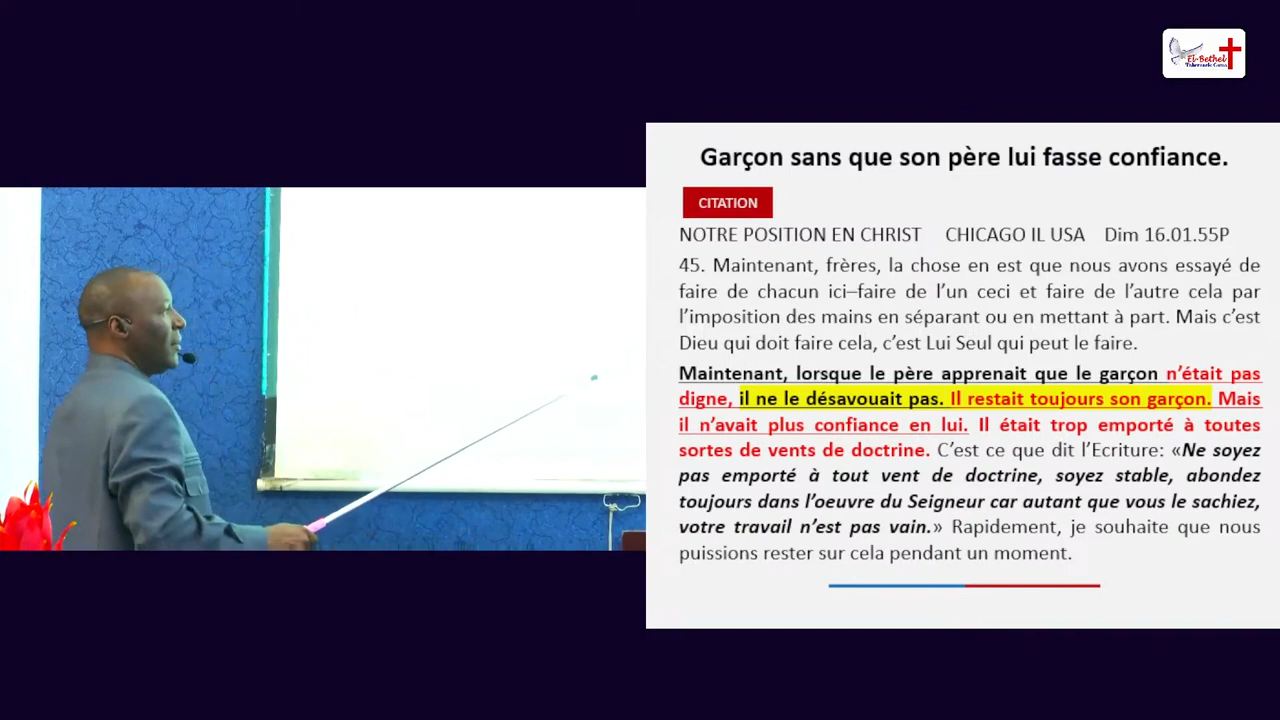 El-Bethel
Garçon sans que son père lui fasse confiance.
CITATION
NOTRE POSITION EN CHRIST CHICAGO IL USA Dim 16.01.55P
45. Maintenant, frères, la chose en est que nous avons essayé de
faire de chacun ici–faire de l’un ceci et faire de l’autre cela par
l’imposition des mains en séparant ou en mettant à part. Mais c’est
Dieu qui doit faire cela, c’est Lui Seul qui peut le faire.
Maintenant, lorsque le père apprenait que le garçon n’était pas
digne, il ne le désavouait pas. Il restait toujours son garçon. Mais
il n’avait plus confiance en lui. Il était trop emporté à toutes
sortes de vents de doctrine. C’est ce que dit l’Ecriture: «Ne soyez
pas emporté à tout vent de doctrine, soyez stable, abondez
toujours dans l’oeuvre du Seigneur car autant que vous le sachiez,
votre travail n’est pas vain.» Rapidement, je souhaite que nous
puissions rester sur cela pendant un moment.